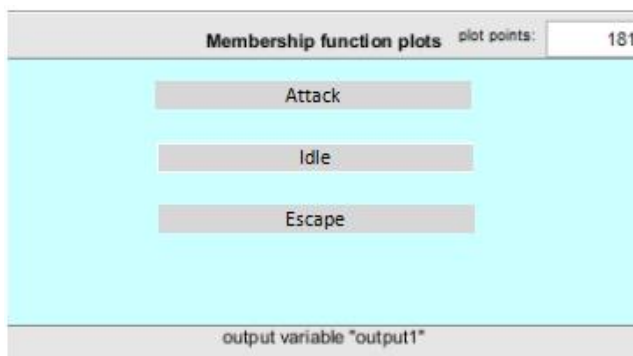 Membership function plots plot points: 181
Attack
Idle
Escape
output variable "output1"